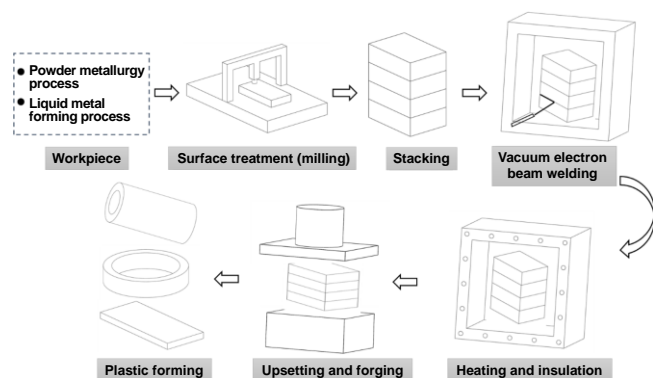 ● Powder metallurgy
process
● Liquid metal
forming process
Workpiece
Surface treatment (milling)
Stacking
Vacuum electron
beam welding
Plastic forming
Upsetting and forging
Heating and insulation